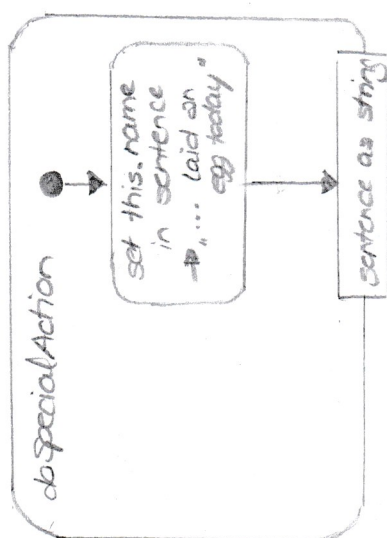 doSpecialAction
set this.name
in sentence
→ "... laid an
egg today"
sentence as string